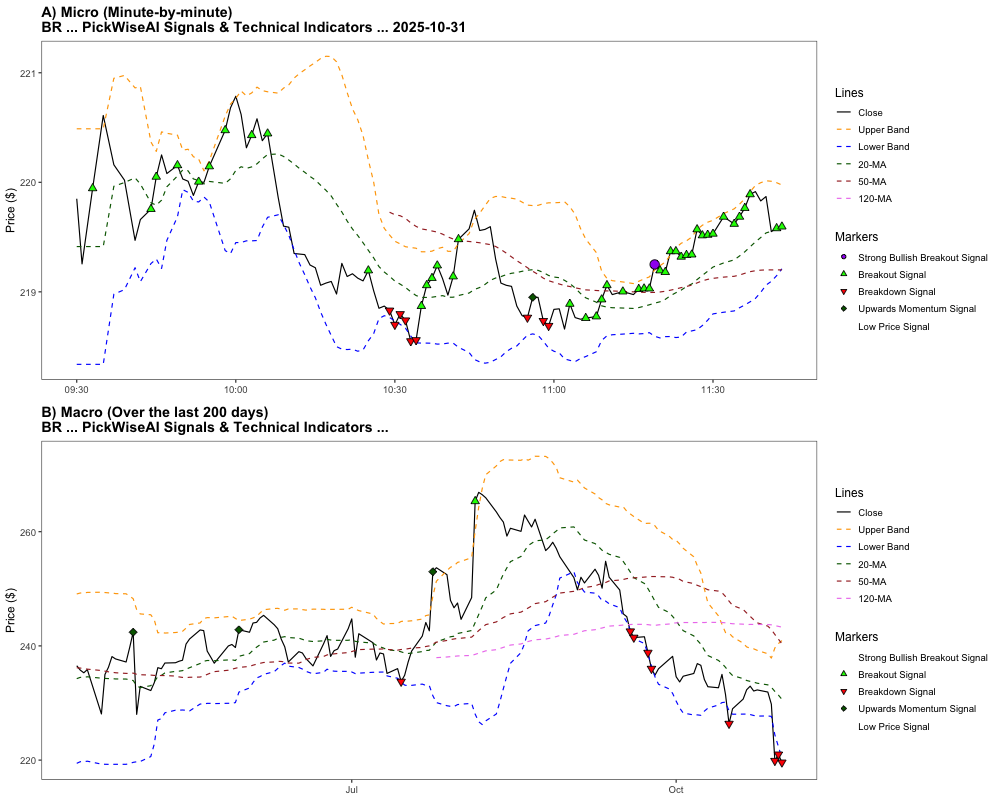 A) Micro (Minute-by-minute)
BR ... PickWiseAI Signals & Technical Indicators ... 2025-10-31
Price ($)
221
220
219
09:30
10:00
10:30
11:00
11:30
Lines
Close
Upper Band
Lower Band
20-MA
50-MA
120-MA
Markers
Strong Bullish Breakout Signal
Breakout Signal
Breakdown Signal
Upwards Momentum Signal
Low Price Signal
B) Macro (Over the last 200 days)
BR ... PickWiseAI Signals & Technical Indicators ...
Price ($)
260
240
220
Jul
Oct
Lines
Close
Upper Band
Lower Band
20-MA
50-MA
120-MA
Markers
Strong Bullish Breakout Signal
Breakout Signal
Breakdown Signal
Upwards Momentum Signal
Low Price Signal